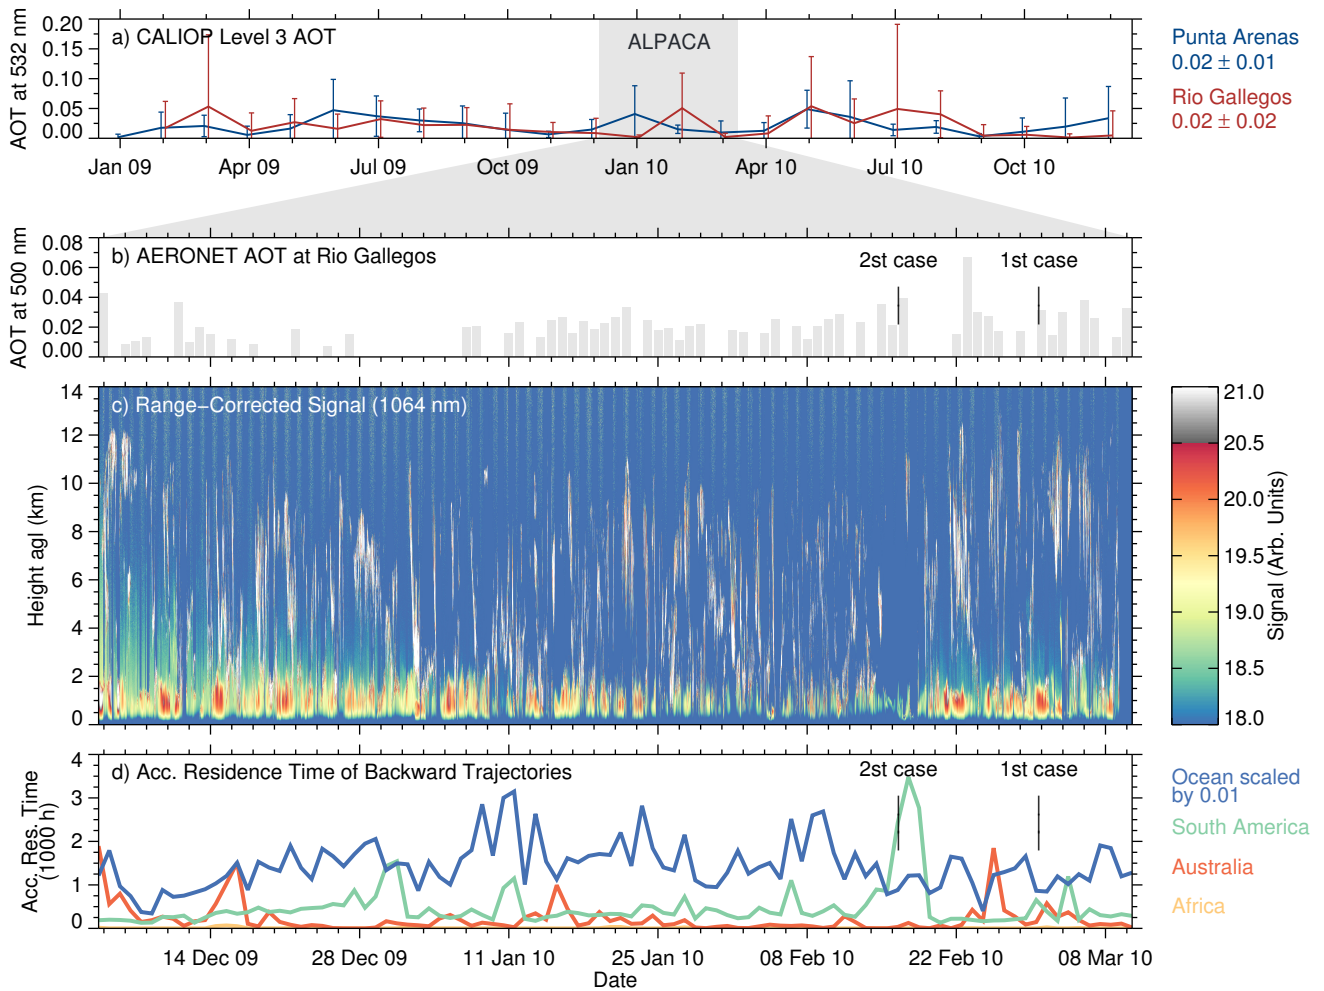 a) CALIOP Level 3 AOT
ALPACA
AOT at 532 nm
0.20
0.15
0.10
0.05
0.00
Jan 09
Apr 09
Jul 09
Oct 09
Jan 10
Apr 10
Jul 10
Oct 10
Punta Arenas
0.02 ± 0.01
Rio Gallegos
0.02 ± 0.02
b) AERONET AOT at Rio Gallegos
2st case
1st case
AOT at 500 nm
0.08
0.06
0.04
0.02
0.00
c) Range−Corrected Signal (1064 nm)
Height agl (km)
14
12
10
8
6
4
2
0
21.0
20.5
20.0
19.5
19.0
18.5
18.0
Signal (Arb. Units)
d) Acc. Residence Time of Backward Trajectories
2st case
1st case
Acc. Res. Time
(1000 h)
4
3
2
1
0
14 Dec 09
28 Dec 09
11 Jan 10
25 Jan 10
08 Feb 10
22 Feb 10
08 Mar 10
Date
Ocean scaled
by 0.01
South America
Australia
Africa